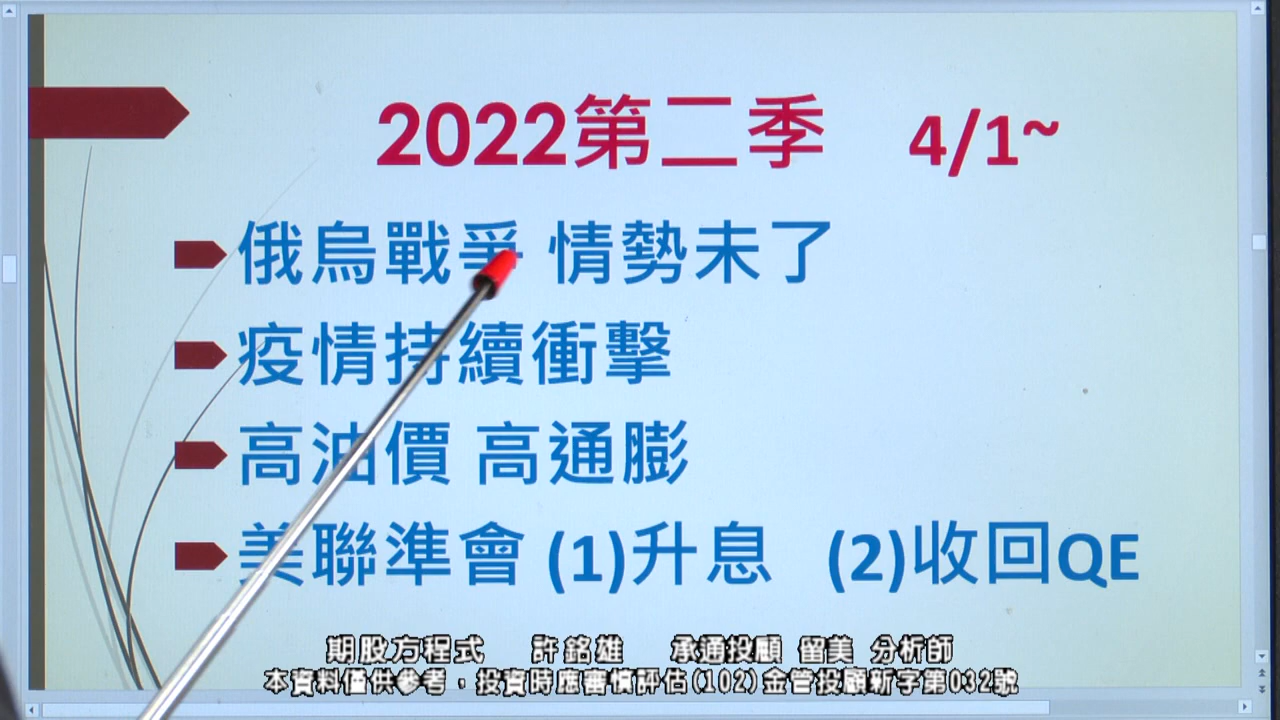 2022第二季 4/1~
俄烏戰爭 情勢未了
疫情持續衝擊
高油價 高通膨
美聯準會 (1)升息 (2)收回QE
期股方程式 許銘雄 承通投顧 留美 分析師
本資料僅供參考，投資時應審慎評估(102)金管投顧新字第032號